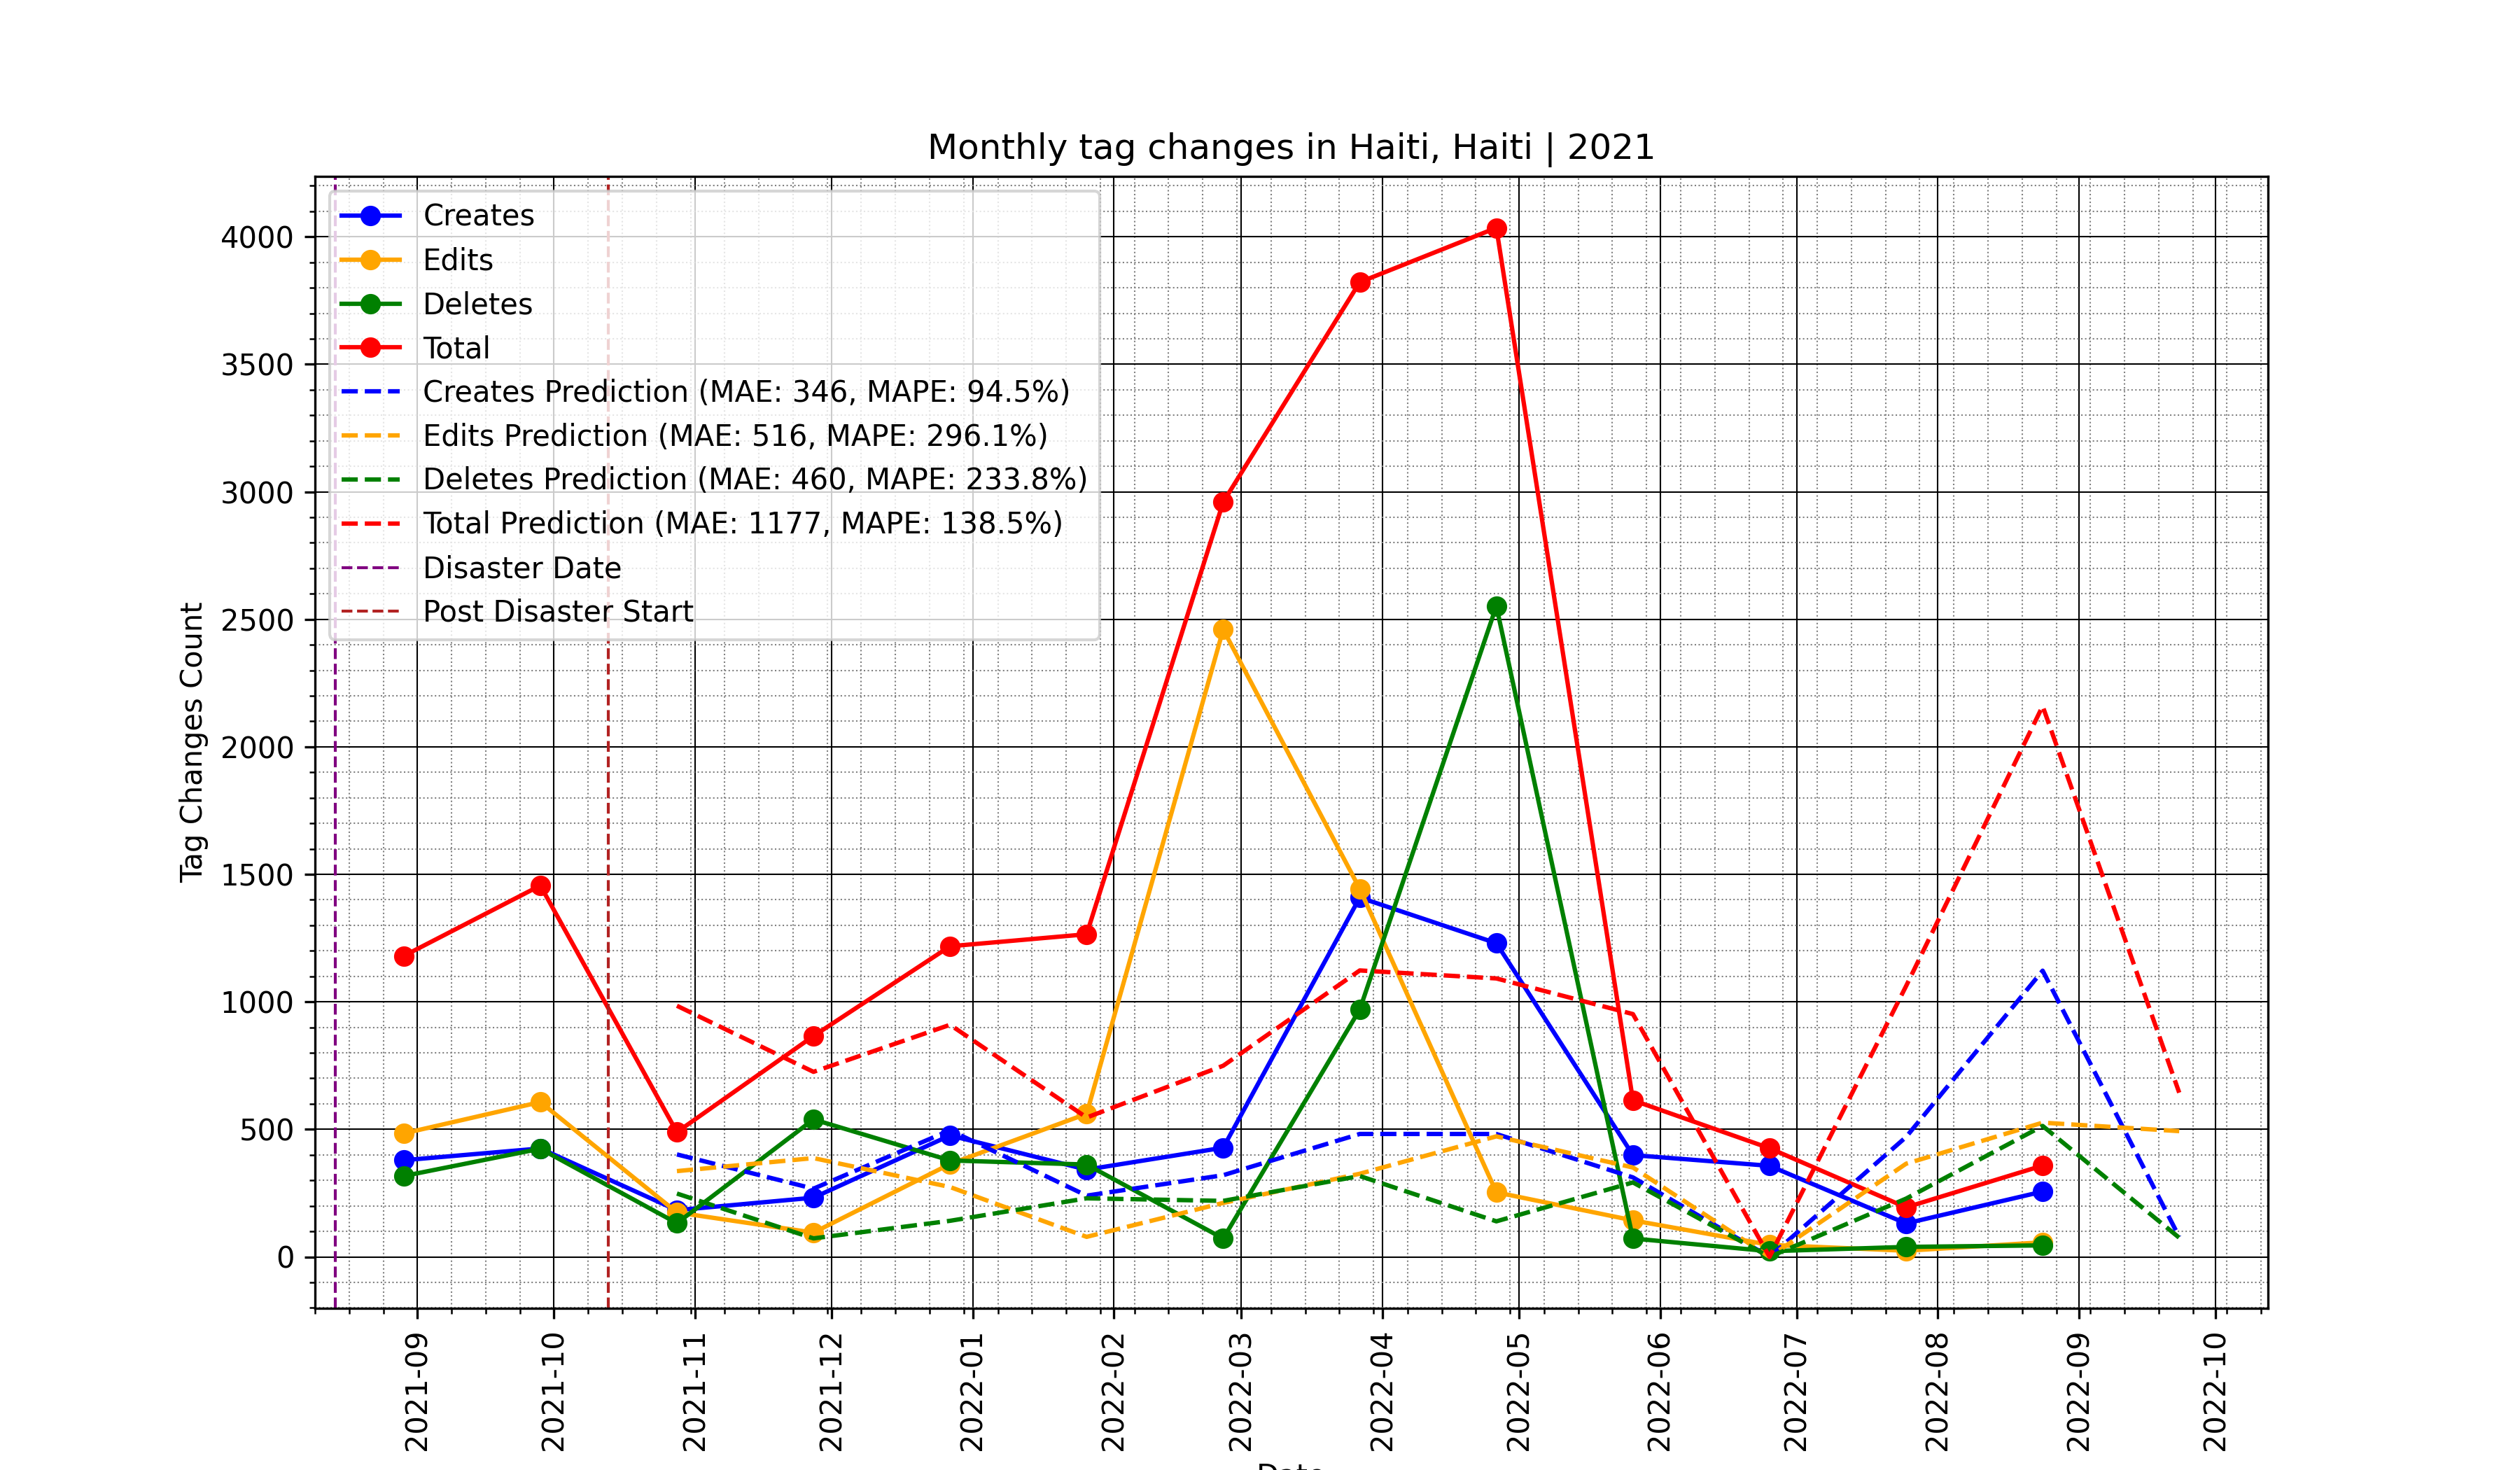 Monthly tag changes in Haiti, Haiti | 2021
Creates
Edits
Deletes
Total
Creates Prediction (MAE: 346, MAPE: 94.5%)
Edits Prediction (MAE: 516, MAPE: 296.1%)
Deletes Prediction (MAE: 460, MAPE: 233.8%)
Total Prediction (MAE: 1177, MAPE: 138.5%)
Disaster Date
Post Disaster Start
Tag Changes Count
4000
3500
3000
2500
2000
1500
1000
500
0
2021-09
2021-10
2021-11
2021-12
2022-01
2022-02
2022-03
2022-04
2022-05
2022-06
2022-07
2022-08
2022-09
2022-10
Date